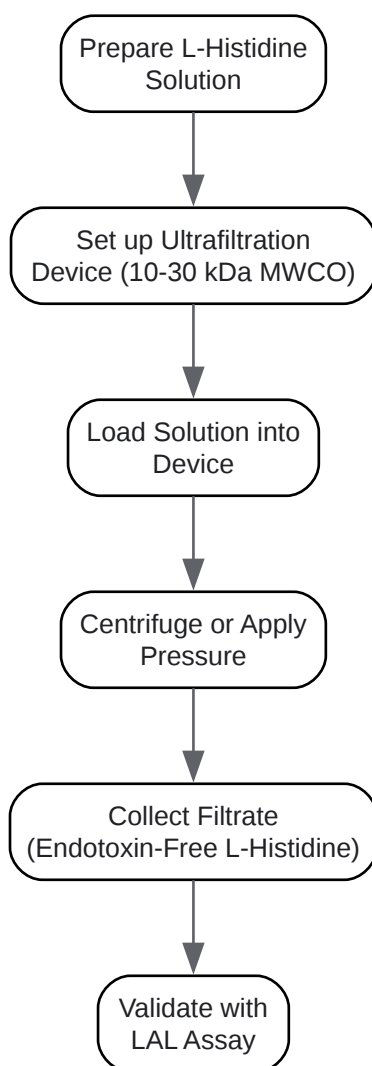 Prepare L-Histidine
Solution
Set up Ultrafiltration
Device (10-30 kDa MWCO)
Load Solution into
Device
Centrifuge or Apply
Pressure
Collect Filtrate
(Endotoxin-Free L-Histidine)
Validate with
LAL Assay